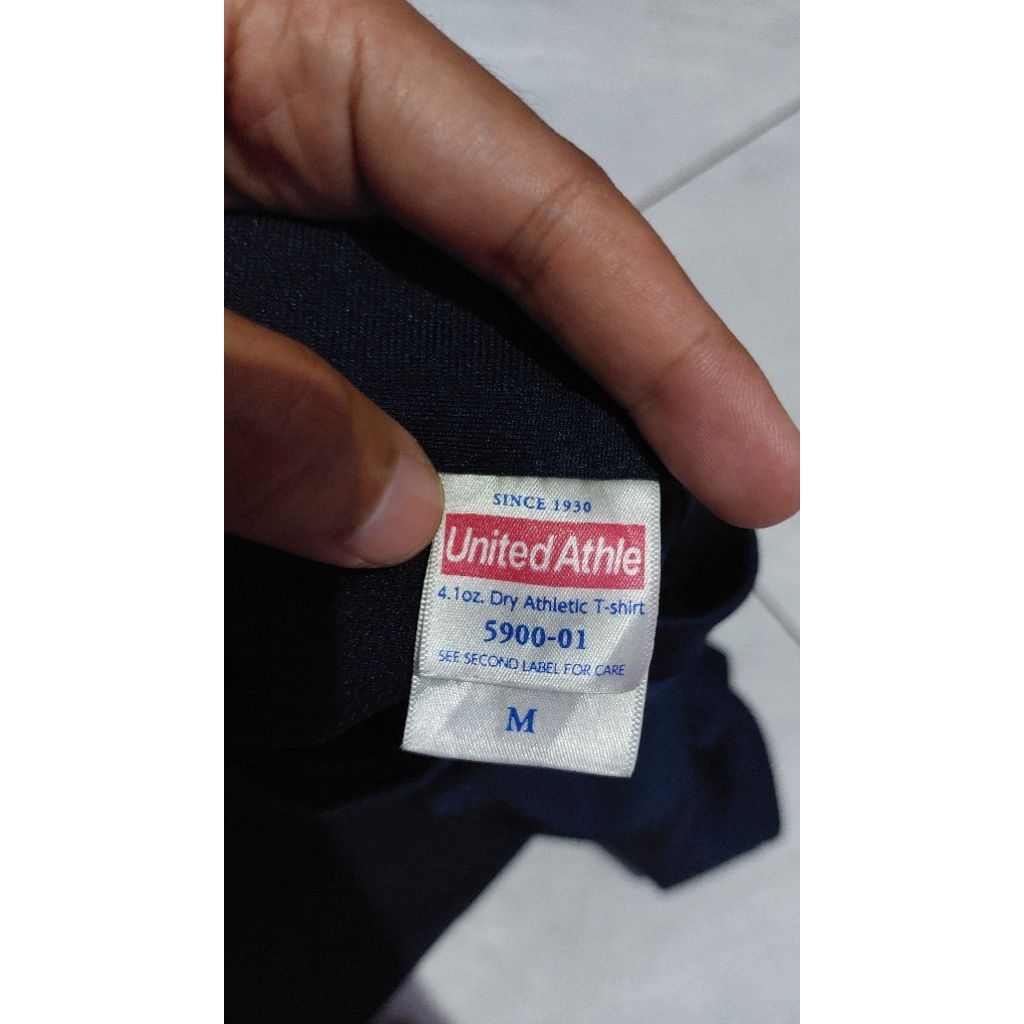 SINCE 1930
United Athle
4.1oz. Dry Athletic T-shirt
5900-01
SEE SECOND LABEL FOR CARE
M